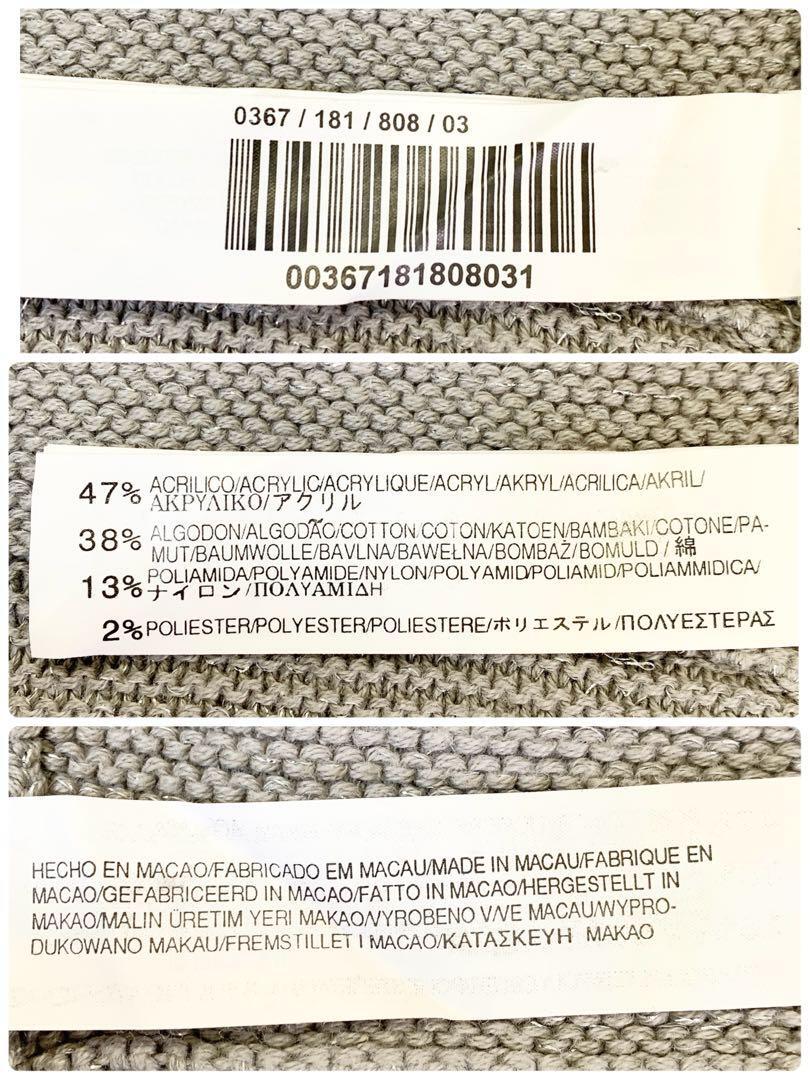 0367 / 181 / 808 / 03
00367181808031
47% ACRILICO/ACRYLIC/ACRYLIQUE/ACRYL/AKRYL/ACRILICA/AKRIL/
ΑΚΡΥΛΙΚΟ/アクリル
38% ALGODON/ALGODÃO/COTTON/COTON/KATOEN/BAMBAKI/COTONE/PA-
MUT/BAUMWOLLE/BAVLNA/BAWEŁNA/BOMBAŽ/BOMULD / 綿
13% POLIAMIDA/POLYAMIDE/NYLON/POLYAMID/POLIAMID/POLIAMMIDICA/
ナイロン/ΠΟΛΥΑΜΙΔΗ
2% POLIESTER/POLYESTER/POLIESTERE/ポリエステル/ΠΟΛΥΕΣΤΕΡΑΣ
HECHO EN MACAO/FABRICADO EM MACAU/MADE IN MACAU/FABRIQUE EN
MACAO/GEFABRICEERD IN MACAO/FATTO IN MACAO/HERGESTELLT IN
MAKAO/MALIN ÜRETIM YERI MAKAO/VYROBENO V/VE MACAU/WYPRO-
DUKOWANO MAKAU/FREMSTILLET I MACAO/ΚΑΤΑΣΚΕΥΗ ΜΑΚΑΟ